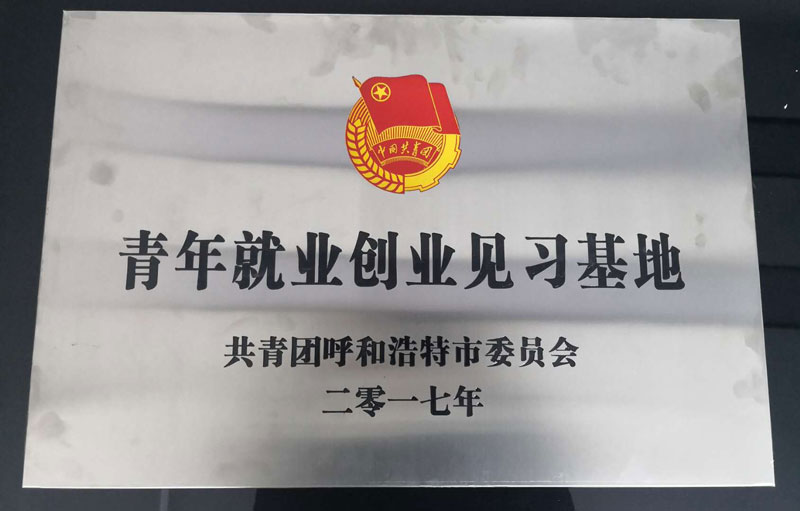 中国共青团
青年就业创业见习基地
共青团呼和浩特市委员会
二零一七年